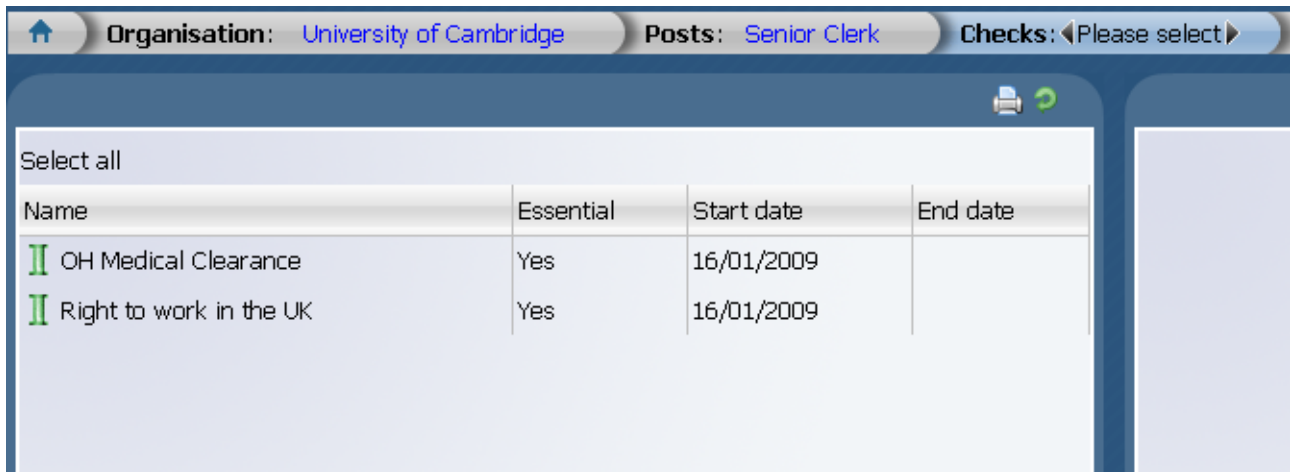 Organisation: University of Cambridge Posts: Senior Clerk Checks: Please select
Select all
Name Essential Start date End date
OH Medical Clearance Yes 16/01/2009
Right to work in the UK Yes 16/01/2009